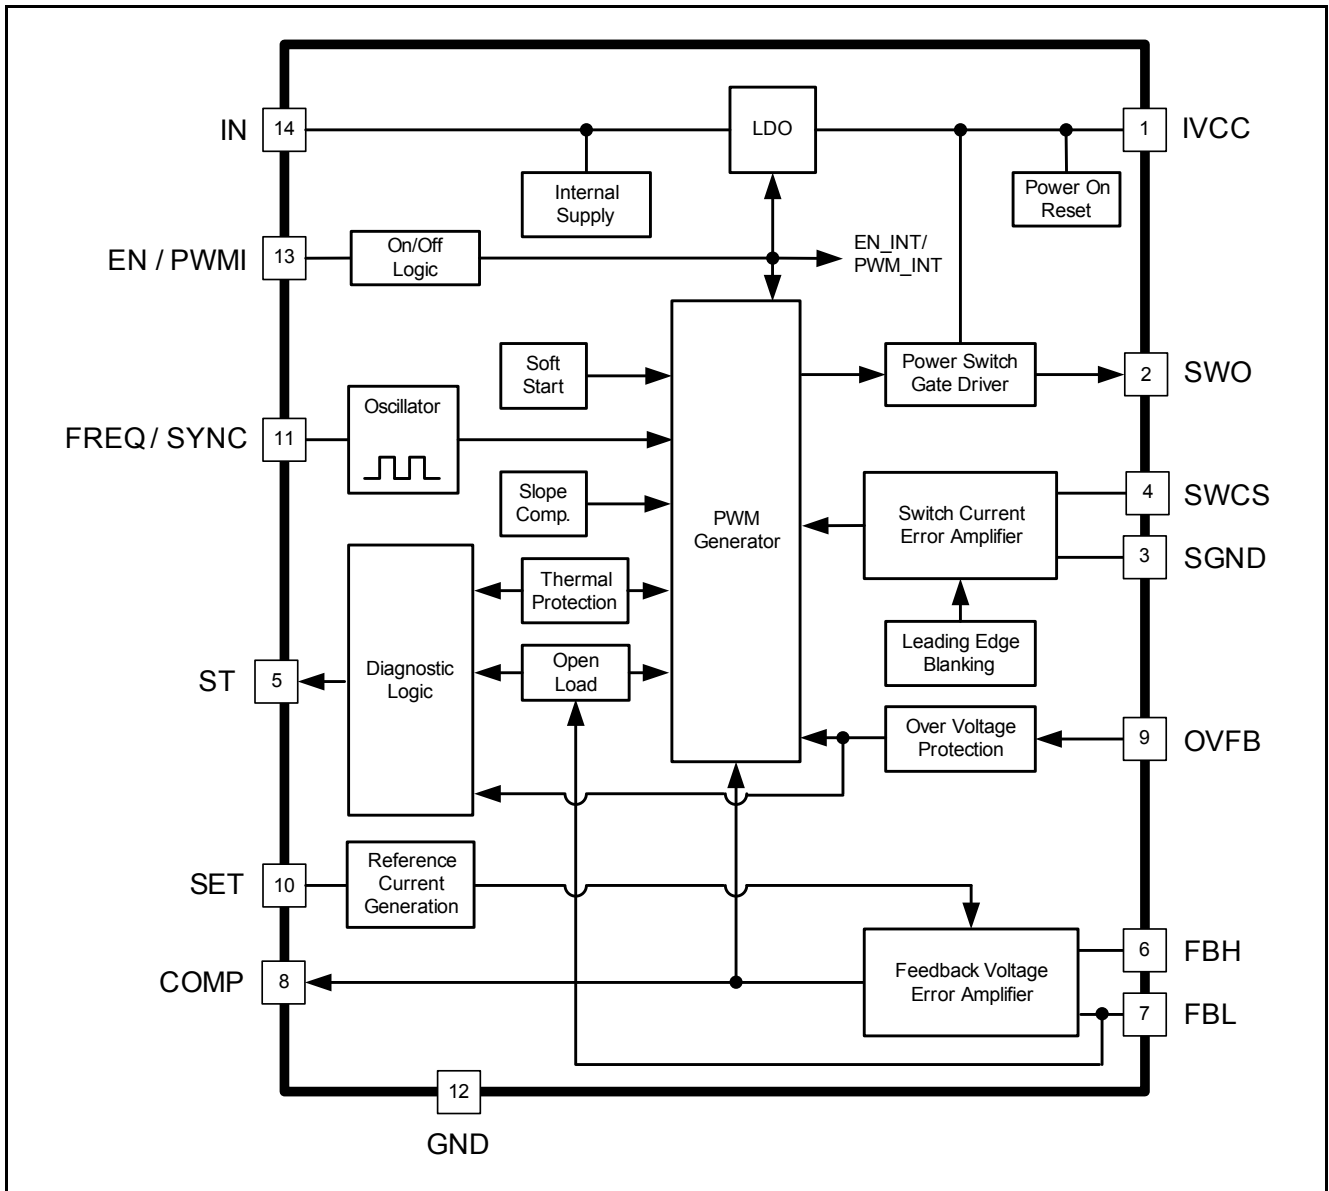 IN
14
LDO
1
IVCC
Internal
Supply
Power On
Reset
EN / PWMI
13
On/Off
Logic
EN_INT/
PWM_INT
Soft
Start
Power Switch
Gate Driver
2
SWO
FREQ / SYNC
11
Oscillator
Slope
Comp.
PWM
Generator
Switch Current
Error Amplifier
4
SWCS
3
SGND
Thermal
Protection
Leading Edge
Blanking
ST
5
Diagnostic
Logic
Open
Load
Over Voltage
Protection
9
OVFB
SET
10
Reference
Current
Generation
COMP
8
Feedback Voltage
Error Amplifier
6
FBH
7
FBL
12
GND